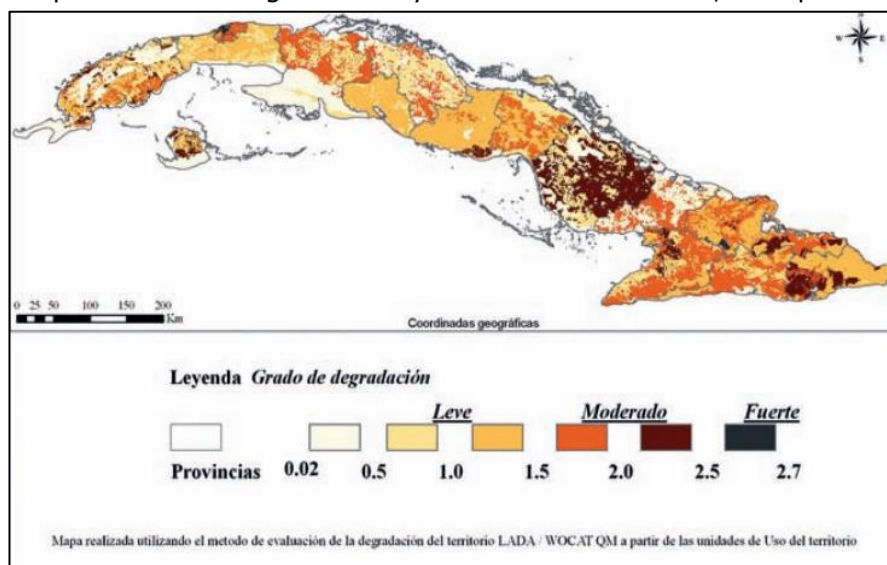 N
W E
S
0 25 50 100 150 200
Km
Coordinadas geográficas
Leyenda Grado de degradación
Leve Moderado Fuerte
Provincias 0.02 0.5 1.0 1.5 2.0 2.5 2.7
Mapa realizada utilizando el metodo de evaluación de la degradación del territorio LADA / WOCAT QM a partir de las unidades de Uso del territorio